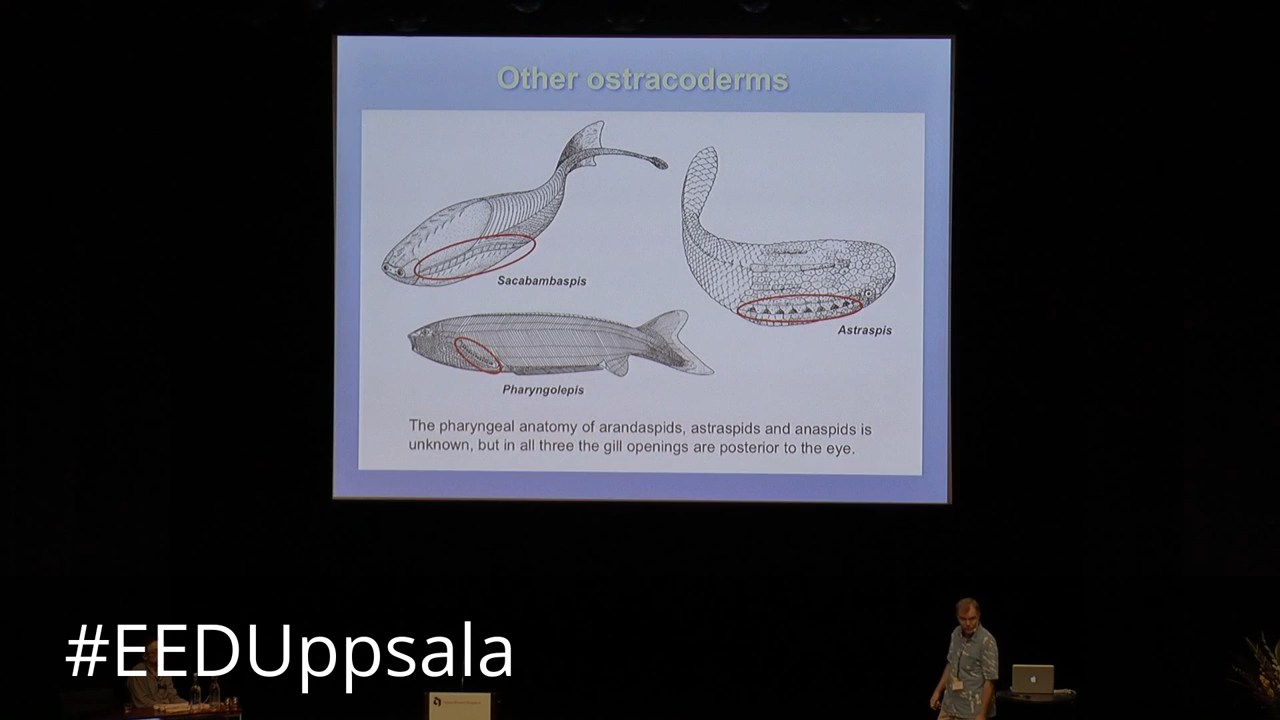 Other ostracoderms
Sacabambaspis
Astraspis
Pharyngolepis
The pharyngeal anatomy of arandaspids, astraspids and anaspids is
unknown, but in all three the gill openings are posterior to the eye.
#EEDUppsala